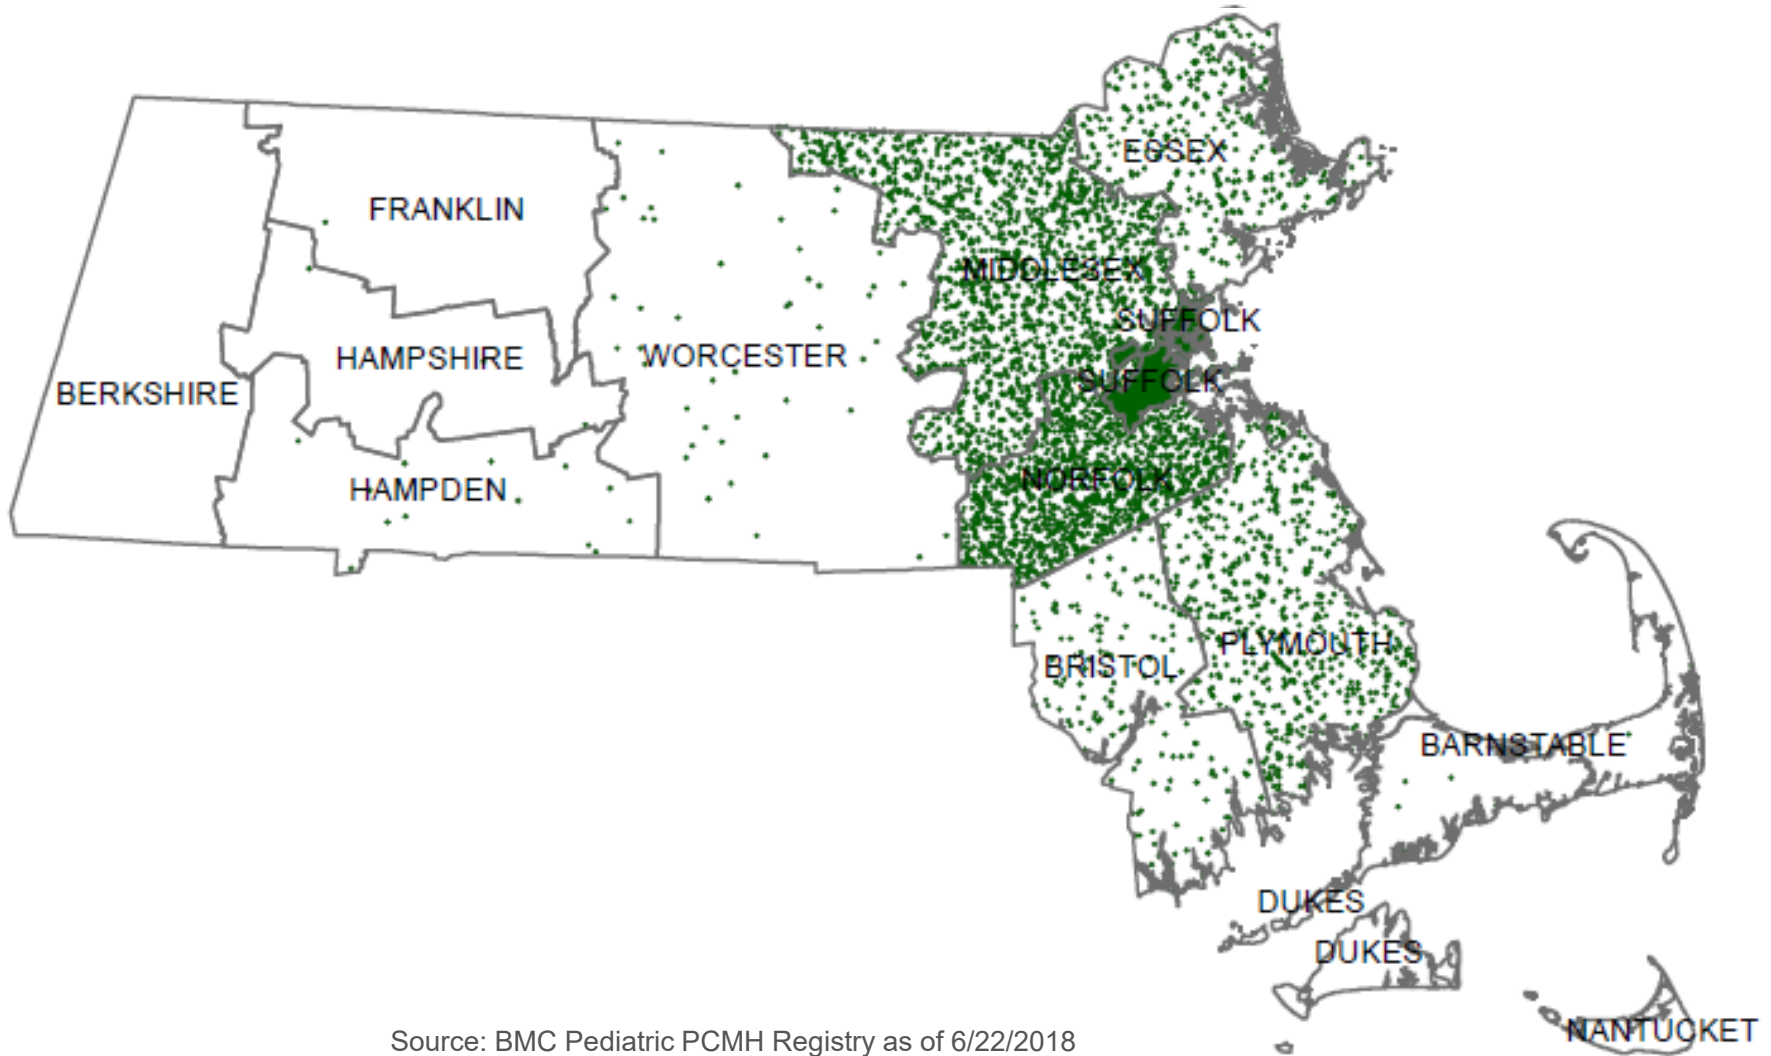 ESSEX
FRANKLIN
MIDDLESEX
SUFFOLK
HAMPSHIRE
WORCESTER
BERKSHIRE
SUFFOLK
HAMPDEN
NORFOLK
PLYMOUTH
BRISTOL
BARNSTABLE
DUKES
DUKES
NANTUCKET
Source: BMC Pediatric PCMH Registry as of 6/22/2018